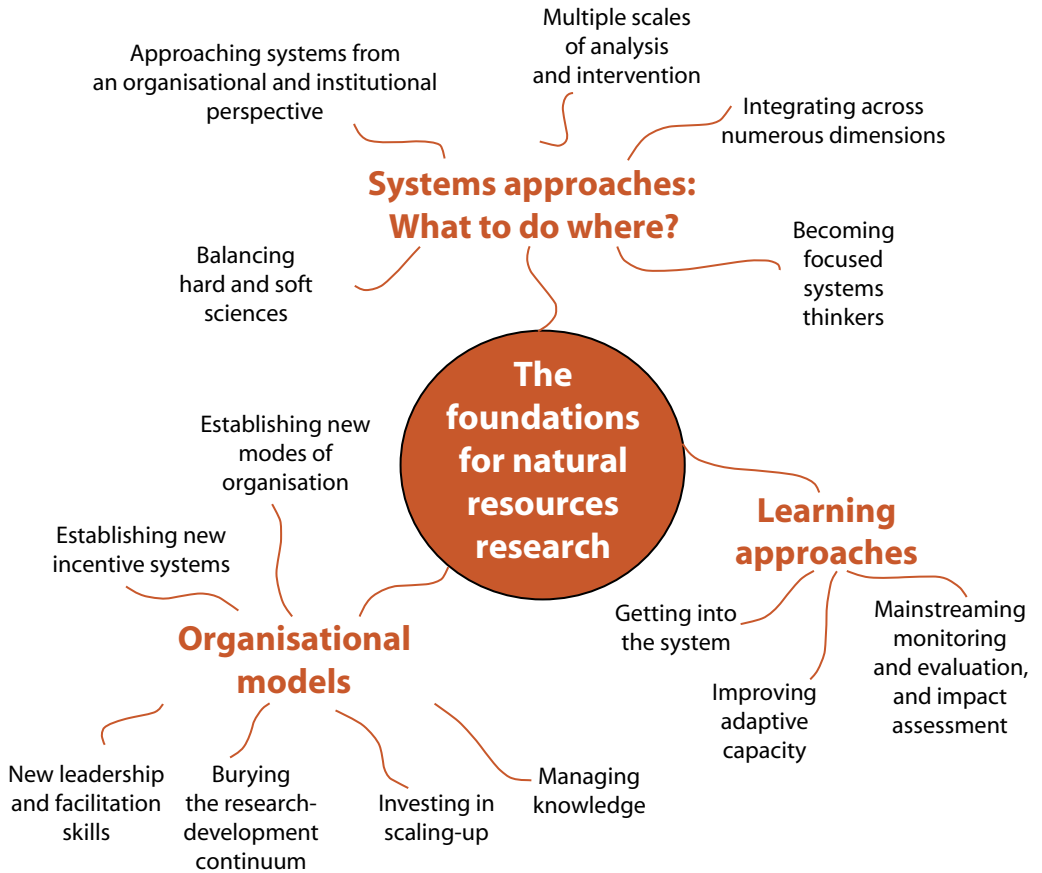 Multiple scales
of analysis
and intervention
Approaching systems from
an organisational and institutional
perspective
Integrating across
numerous dimensions
Systems approaches:
What to do where?
Balancing
hard and soft
sciences
Becoming
focused
systems
thinkers
The
foundations
for natural
resources
research
Establishing new
modes of
organisation
Establishing new
incentive systems
Learning
approaches
Getting into
the system
Improving
adaptive
capacity
Mainstreaming
monitoring
and evaluation,
and impact
assessment
Organisational
models
New leadership
and facilitation
skills
Burying
the research-
development
continuum
Investing in
scaling-up
Managing
knowledge